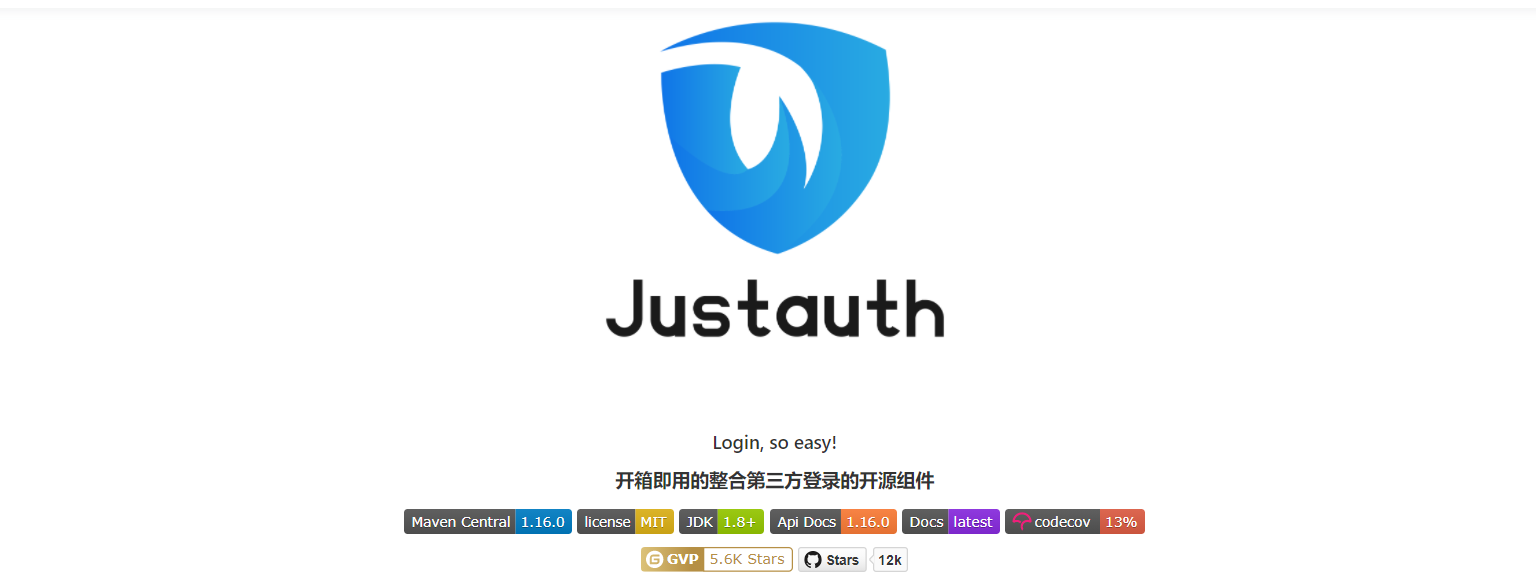 Justauth
Login, so easy!
开箱即用的整合第三方登录的开源组件
Maven Central 1.16.0 license MIT JDK 1.8+ Api Docs 1.16.0 Docs latest codecov 13%
G GVP 5.6K Stars Stars 12k